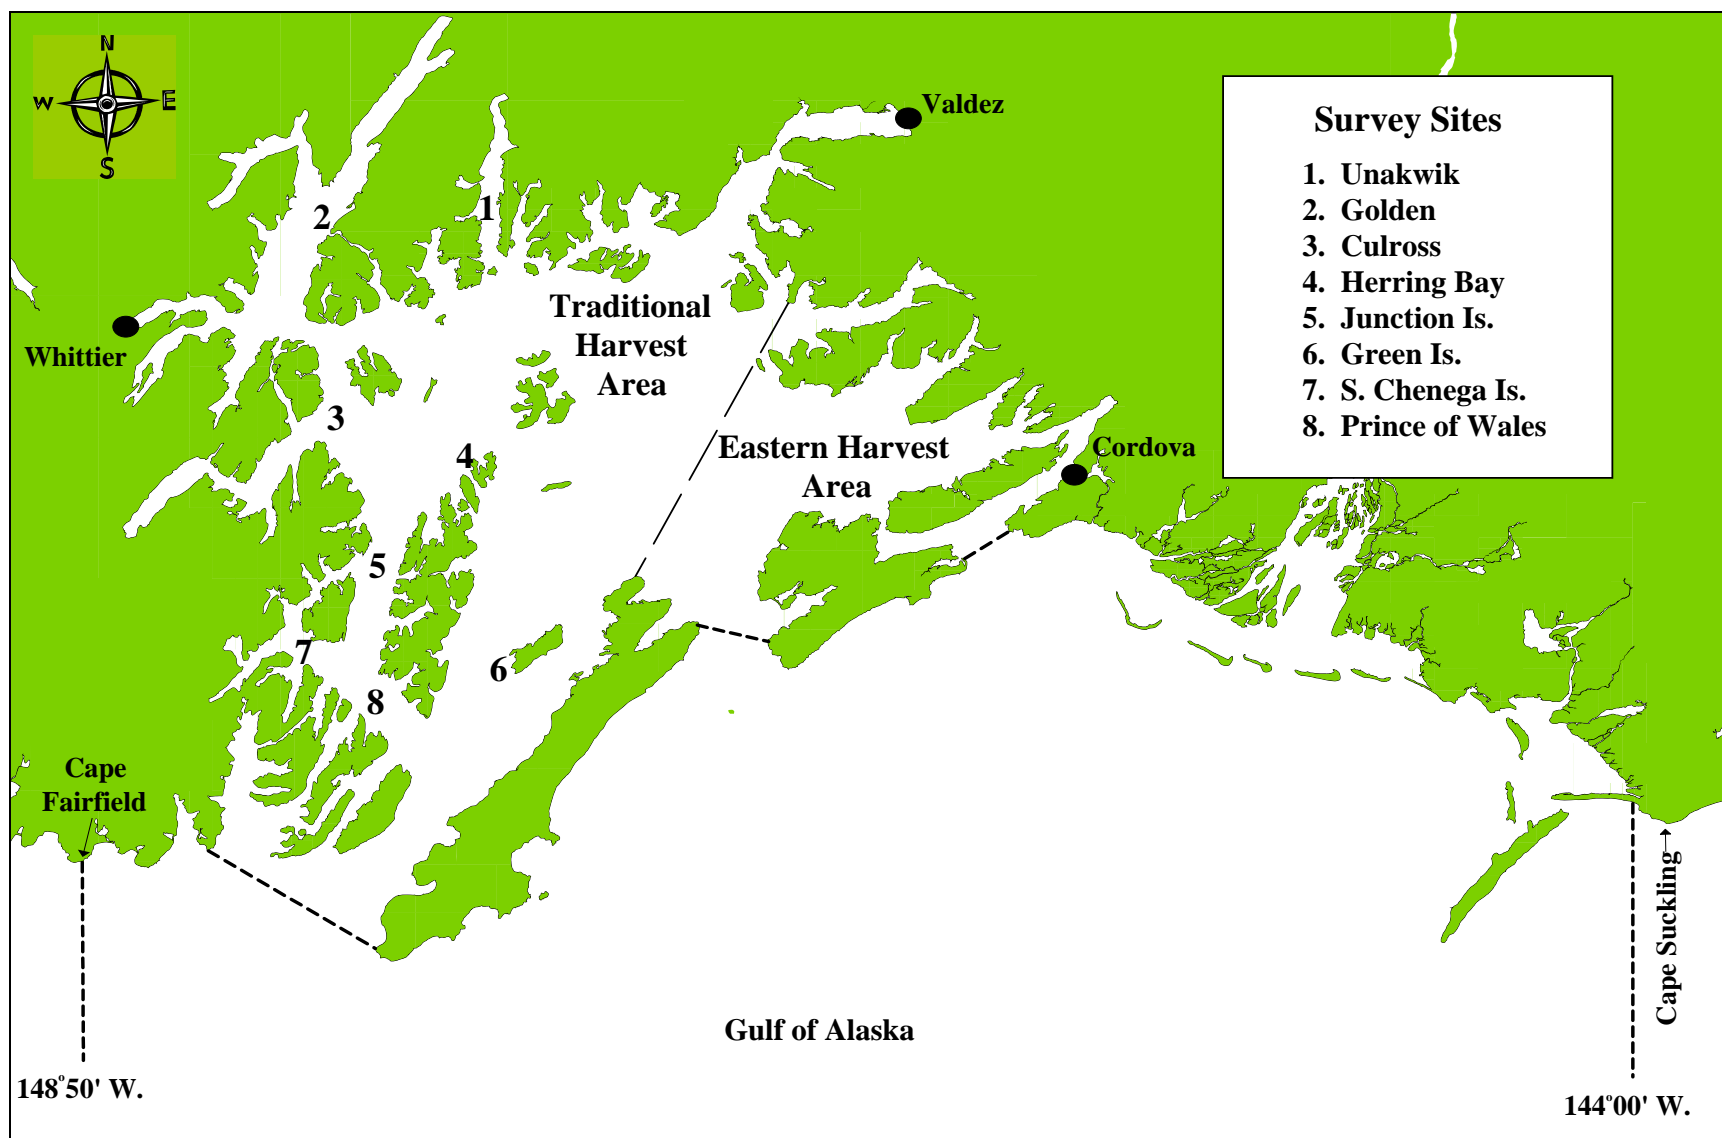 N
W E
S
Valdez
Survey Sites
1. Unakwik
2. Golden
3. Culross
4. Herring Bay
5. Junction Is.
6. Green Is.
7. S. Chenega Is.
8. Prince of Wales
1
2
Traditional
Harvest
Area
Whittier
3
Eastern Harvest
Area
Cordova
4
5
7
6
8
Cape
Fairfield
Cape Suckling
Gulf of Alaska
148°50' W.
144°00' W.